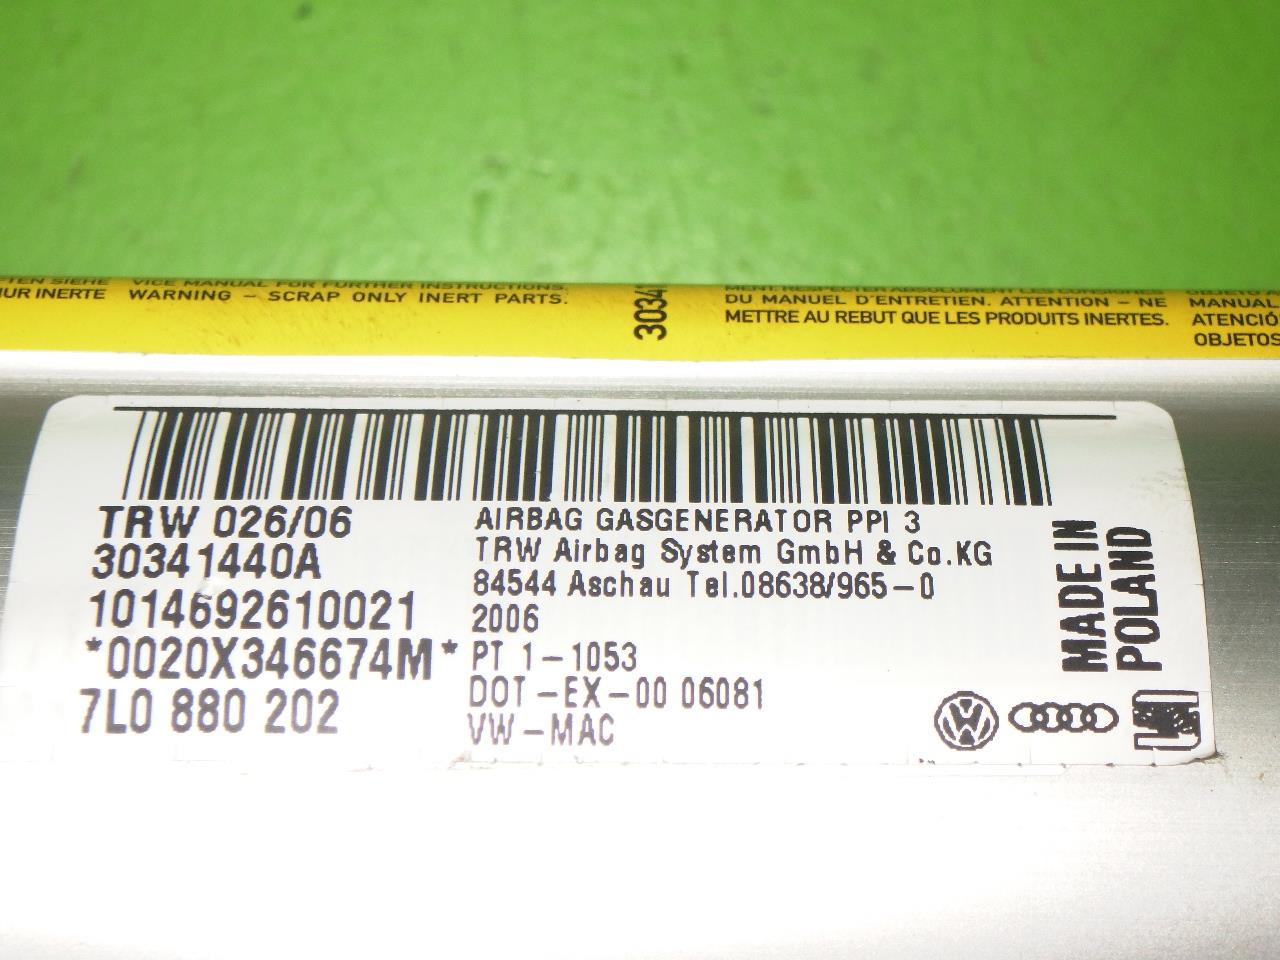 ETEN SIEHE
UR INERTE
VICE MANUAL FOR FURTHER INSTRUCTIONS.
WARNING – SCRAP ONLY INERT PARTS.
3034
DU MANUEL D'ENTRETIEN. ATTENTION – NE
METTRE AU REBUT QUE LES PRODUITS INERTES.
MANUAL
ATENCIÓ
OBJETOS
TRW 026/06
30341440A
1014692610021
*0020X346674M*
7L0 880 202
AIRBAG GASGENERATOR PPI 3
TRW Airbag System GmbH & Co.KG
84544 Aschau Tel.08638/965-0
2006
PT 1-1053
DOT-EX-00 06081
VW-MAC
MADE IN
POLAND